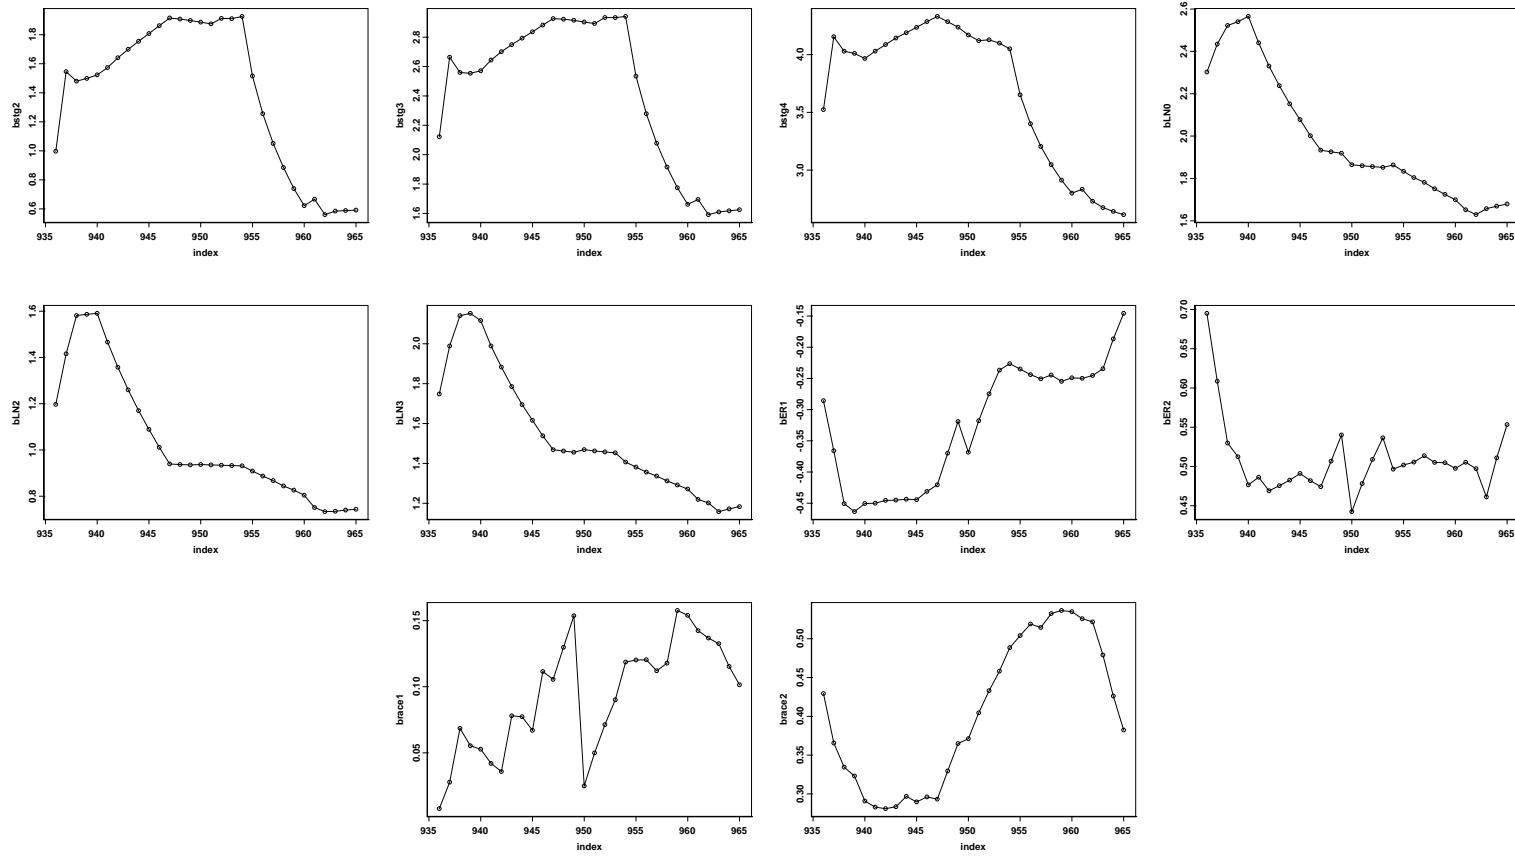 bstg2
0.6 0.8 1.0 1.2 1.4 1.6 1.8
935 940 945 950 955 960 965
index
bstg3
1.6 1.8 2.0 2.2 2.4 2.6 2.8
935 940 945 950 955 960 965
index
bstg4
3.0 3.5 4.0
935 940 945 950 955 960 965
index
bLN0
1.6 1.8 2.0 2.2 2.4 2.6
935 940 945 950 955 960 965
index
bLN2
0.8 1.0 1.2 1.4 1.6
935 940 945 950 955 960 965
index
bLN3
1.2 1.4 1.6 1.8 2.0
935 940 945 950 955 960 965
index
bER1
-0.45 -0.40 -0.35 -0.30 -0.25 -0.20 -0.15
935 940 945 950 955 960 965
index
bER2
0.45 0.50 0.55 0.60 0.65 0.70
935 940 945 950 955 960 965
index
brace1
0.05 0.10 0.15
935 940 945 950 955 960 965
index
brace2
0.30 0.35 0.40 0.45 0.50
935 940 945 950 955 960 965
index